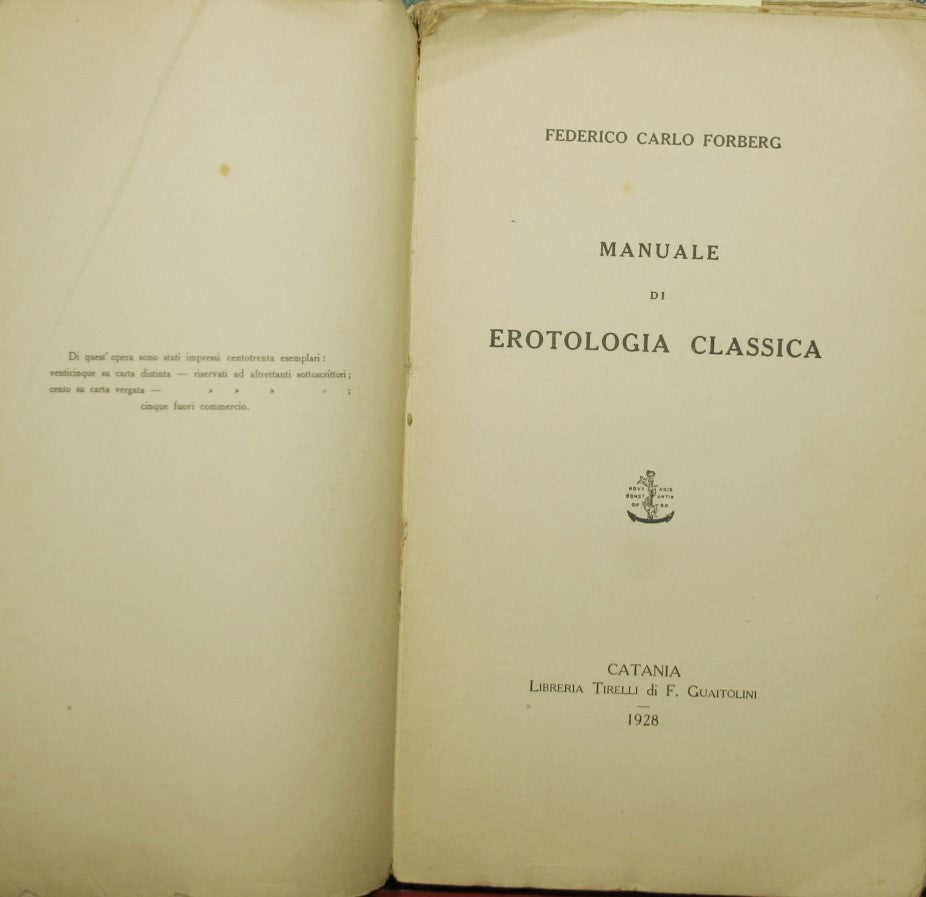 Di quest' opera sono stati impressi centotrenta esemplari :
venticinque su carta distinta — riservati ad altrettanti sottoscrittori ;
cento su carta vergata — » » » » ;
cinque fuori commercio.
FEDERICO CARLO FORBERG
MANUALE
DI
EROTOLOGIA CLASSICA
CATANIA
LIBRERIA TIRELLI di F. GUAITOLINI
1928